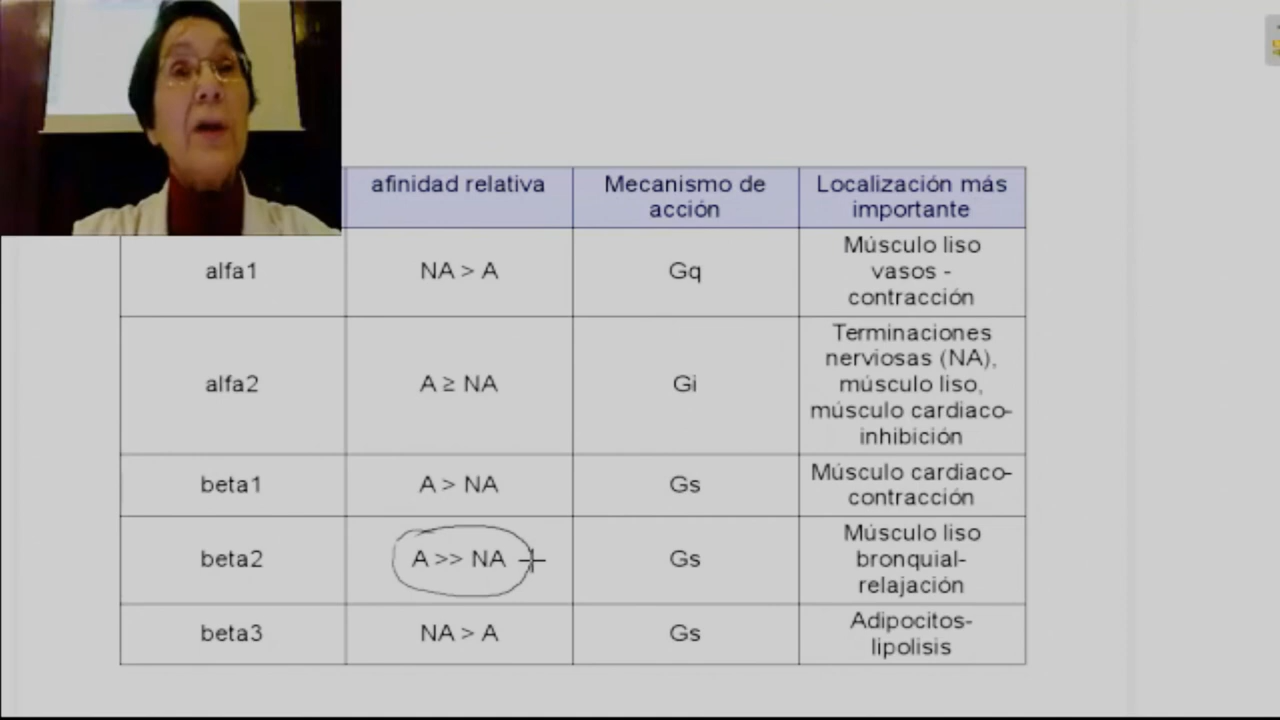 afinidad relativa
Mecanismo de
acción
Localización más
importante
alfa1
NA > A
Gq
Músculo liso
vasos -
contracción
alfa2
A ≥ NA
Gi
Terminaciones
nerviosas (NA),
músculo liso,
músculo cardiaco-
inhibición
beta1
A > NA
Gs
Músculo cardiaco-
contracción
beta2
A >> NA
Gs
Músculo liso
bronquial-
relajación
beta3
NA > A
Gs
Adipocitos-
lipolisis